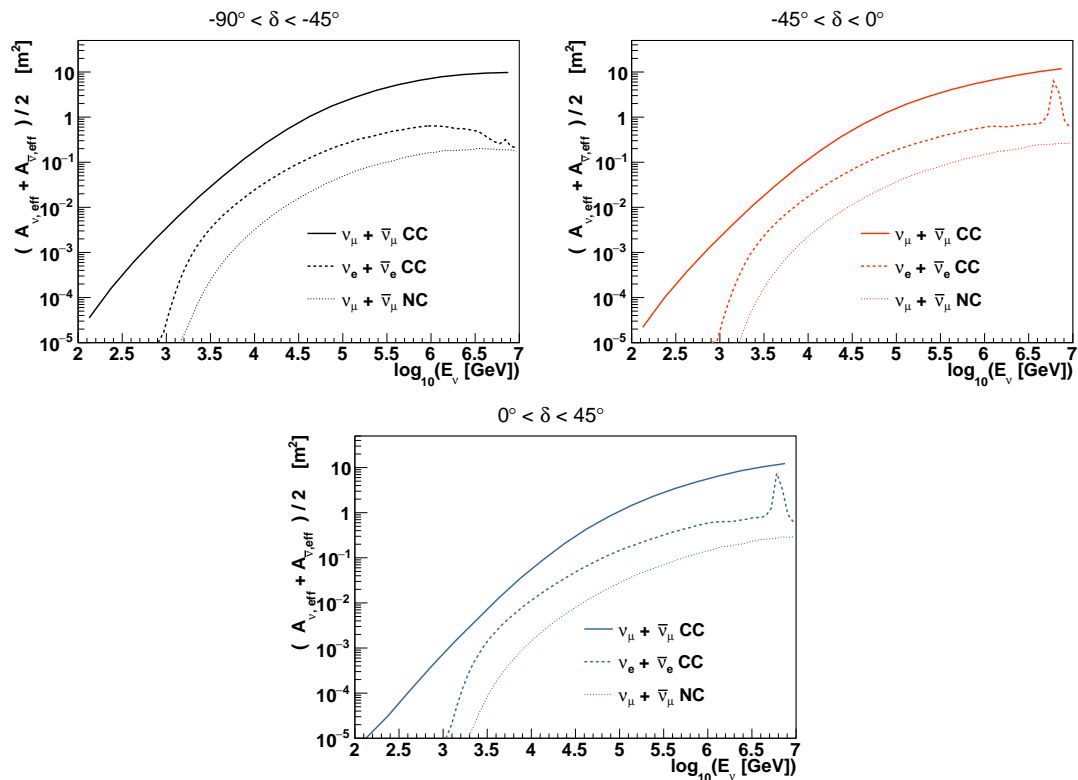 -90° < δ < -45°
( A_ν, eff + A_ν̅,eff ) / 2 [m²]
10
1
10⁻¹
10⁻²
10⁻³
10⁻⁴
10⁻⁵
ν_μ + ν̅_μ CC
ν_e + ν̅_e CC
ν_μ + ν̅_μ NC
2 2.5 3 3.5 4 4.5 5 5.5 6 6.5 7
log₁₀(E_ν [GeV])
-45° < δ < 0°
( A_ν, eff + A_ν̅,eff ) / 2 [m²]
10
1
10⁻¹
10⁻²
10⁻³
10⁻⁴
10⁻⁵
ν_μ + ν̅_μ CC
ν_e + ν̅_e CC
ν_μ + ν̅_μ NC
2 2.5 3 3.5 4 4.5 5 5.5 6 6.5 7
log₁₀(E_ν [GeV])
0° < δ < 45°
( A_ν, eff + A_ν̅,eff ) / 2 [m²]
10
1
10⁻¹
10⁻²
10⁻³
10⁻⁴
10⁻⁵
ν_μ + ν̅_μ CC
ν_e + ν̅_e CC
ν_μ + ν̅_μ NC
2 2.5 3 3.5 4 4.5 5 5.5 6 6.5 7
log₁₀(E_ν [GeV])